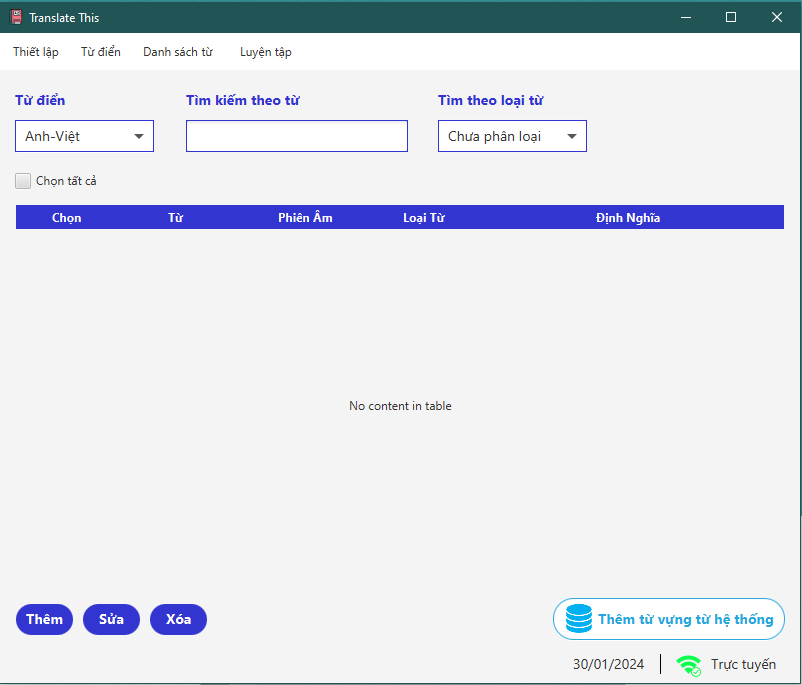 Translate This
Thiết lập Từ điển Danh sách từ Luyện tập
Từ điển Tìm kiếm theo từ Tìm theo loại từ
Anh-Việt Chưa phân loại
Chọn tất cả
Chọn Từ Phiên Âm Loại Từ Định Nghĩa
No content in table
Thêm Sửa Xóa Thêm từ vựng từ hệ thống
30/01/2024 Trực tuyến